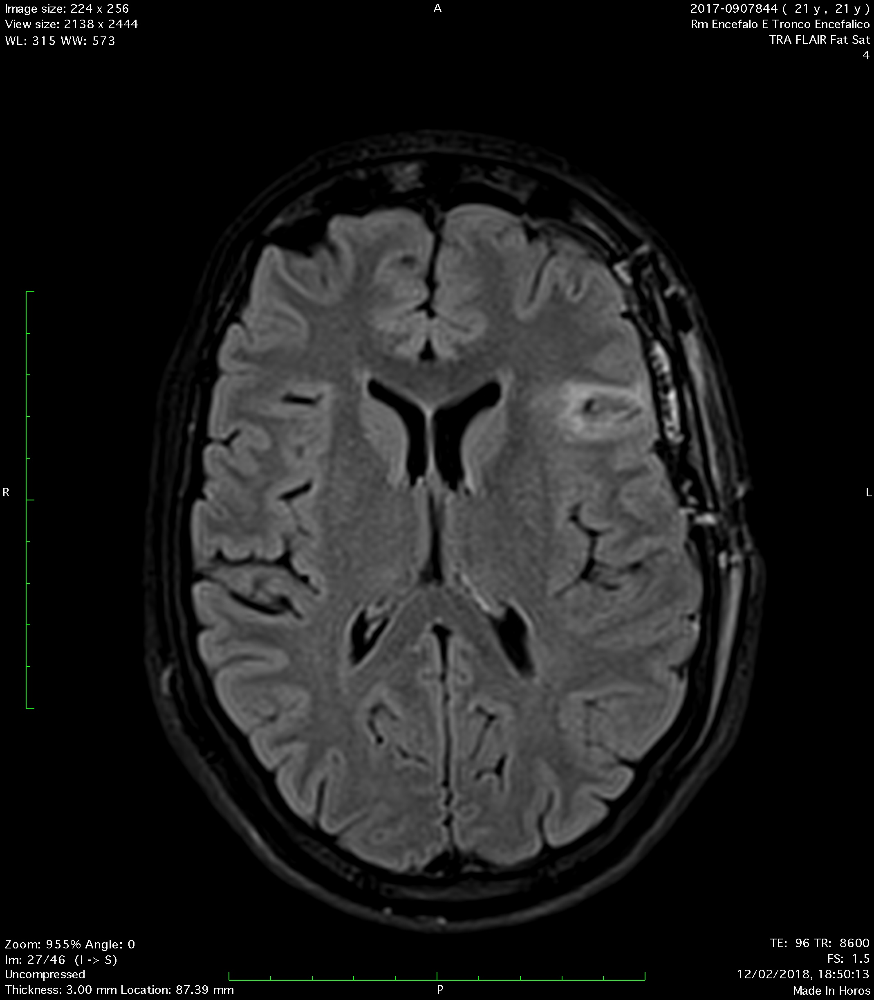 Image size: 224 x 256
View size: 2138 x 2444
WL: 315 WW: 573
A
2017-0907844 ( 21 y , 21 y )
Rm Encefalo E Tronco Encefalico
TRA FLAIR Fat Sat
4
R
L
Zoom: 955% Angle: 0
Im: 27/46 (I -> S)
Uncompressed
Thickness: 3.00 mm Location: 87.39 mm
P
TE: 96 TR: 8600
FS: 1.5
12/02/2018, 18:50:13
Made In Horos